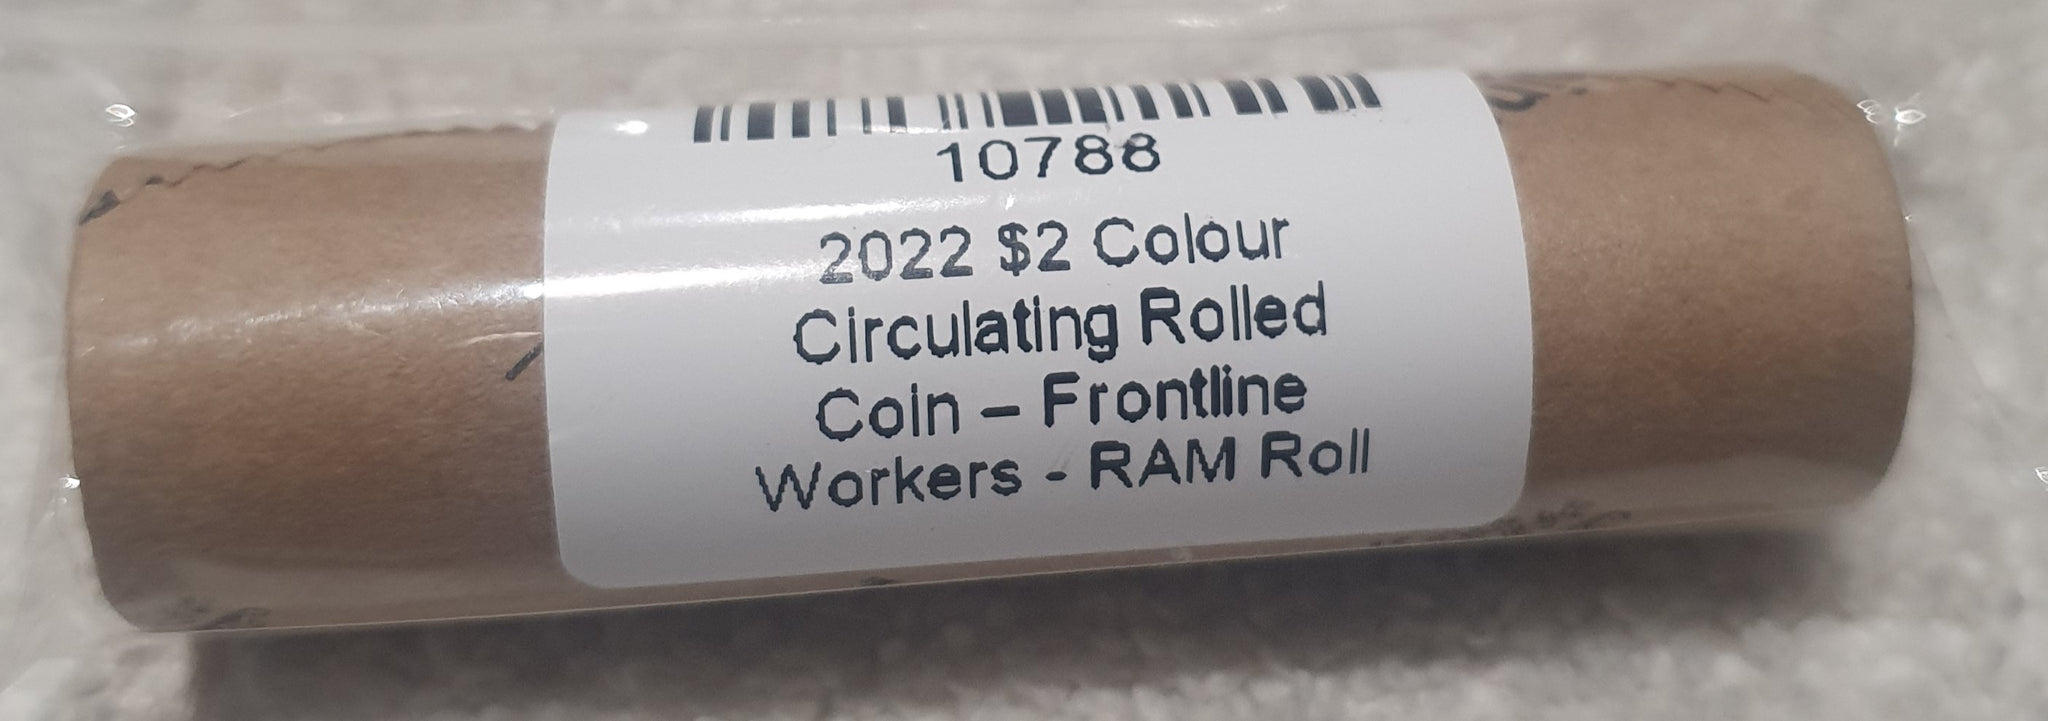 10788
2022 $2 Colour
Circulating Rolled
Coin – Frontline
Workers - RAM Roll